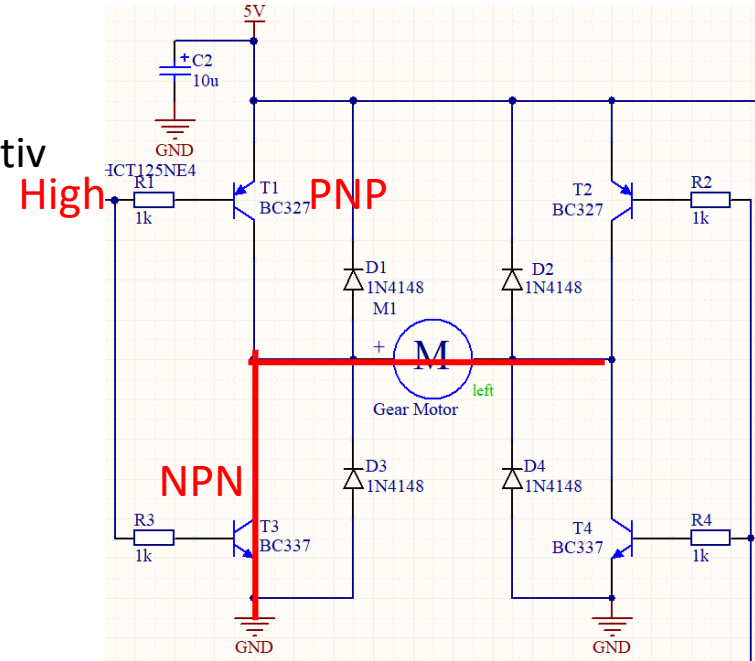 5V
+ C2
10u
GND
tiv
HCT125NE4
High
R1
1k
T1
BC327
PNP
T2
BC327
R2
1k
D1
1N4148
D2
1N4148
M1
+
M
left
Gear Motor
NPN
D3
1N4148
D4
1N4148
R3
1k
T3
BC337
T4
BC337
R4
1k
GND
GND